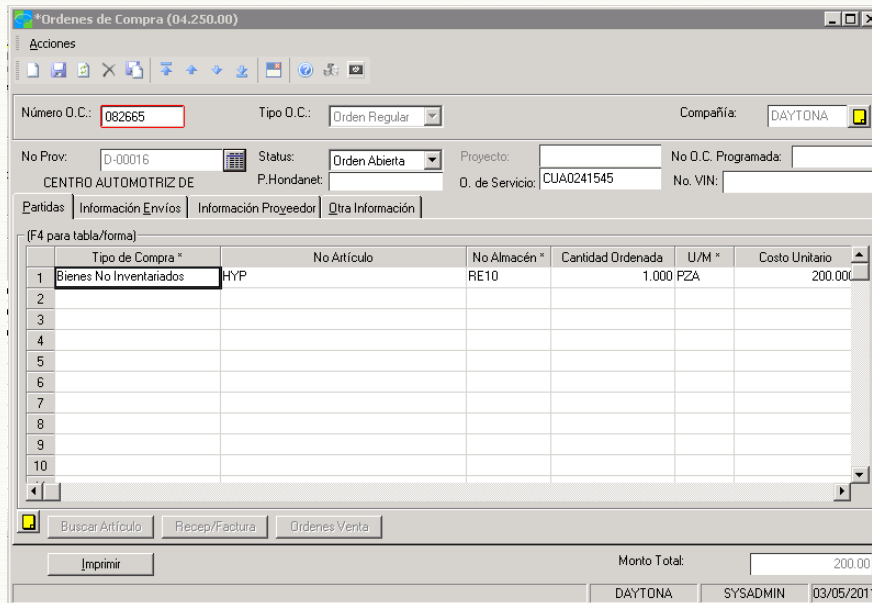 *Ordenes de Compra (04.250.00)
Acciones
Número O.C.: 082665 Tipo O.C.: Orden Regular Compañía: DAYTONA
No Prov: D-00016 Status: Orden Abierta Proyecto: No O.C. Programada:
CENTRO AUTOMOTRIZ DE P.Hondanet: O. de Servicio: CUA0241545 No. VIN:
Partidas Información Envíos Información Proveedor Otra Información
(F4 para tabla/forma)
Tipo de Compra * No Artículo No Almacén * Cantidad Ordenada U/M * Costo Unitario
1 Bienes No Inventariados HYP RE10 1.000 PZA 200.000
2
3
4
5
6
7
8
9
10
Buscar Artículo Recep/Factura Ordenes Venta
Imprimir Monto Total: 200.00
DAYTONA SYSADMIN 03/05/201